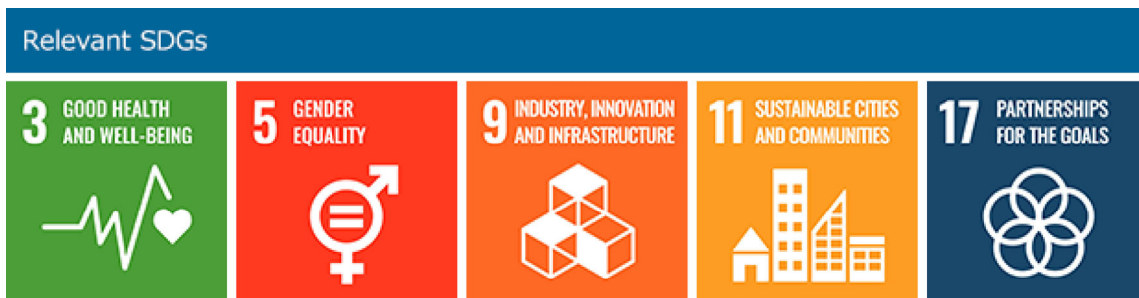 Relevant SDGs
3 GOOD HEALTH
AND WELL-BEING
5 GENDER
EQUALITY
9 INDUSTRY, INNOVATION
AND INFRASTRUCTURE
11 SUSTAINABLE CITIES
AND COMMUNITIES
17 PARTNERSHIPS
FOR THE GOALS